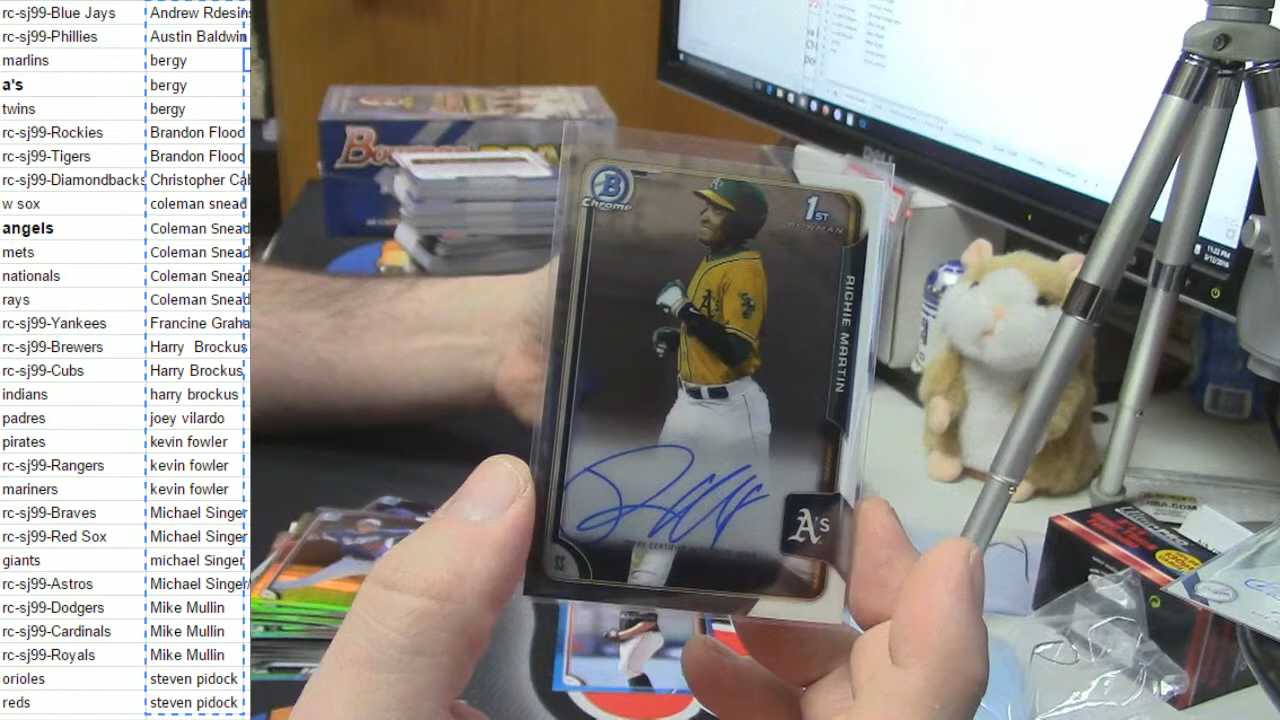 rc-sj99-Blue Jays Andrew Rdesins
rc-sj99-Phillies Austin Baldwin
marlins bergy
a's bergy
twins bergy
rc-sj99-Rockies Brandon Flood
rc-sj99-Tigers Brandon Flood
rc-sj99-Diamondbacks Christopher Cab
w sox coleman snead
angels Coleman Snead
mets Coleman Snead
nationals Coleman Snead
rays Coleman Snead
rc-sj99-Yankees Francine Graha
rc-sj99-Brewers Harry Brockus
rc-sj99-Cubs Harry Brockus
indians harry brockus
padres joey vilardo
pirates kevin fowler
rc-sj99-Rangers kevin fowler
mariners kevin fowler
rc-sj99-Braves Michael Singer
rc-sj99-Red Sox Michael Singer
giants michael Singer
rc-sj99-Astros Michael Singer
rc-sj99-Dodgers Mike Mullin
rc-sj99-Cardinals Mike Mullin
rc-sj99-Royals Mike Mullin
orioles steven pidock
reds steven pidock
B
Chrome
1ST
BOWMAN
RICHIE MARTIN
A's
A's
DELL